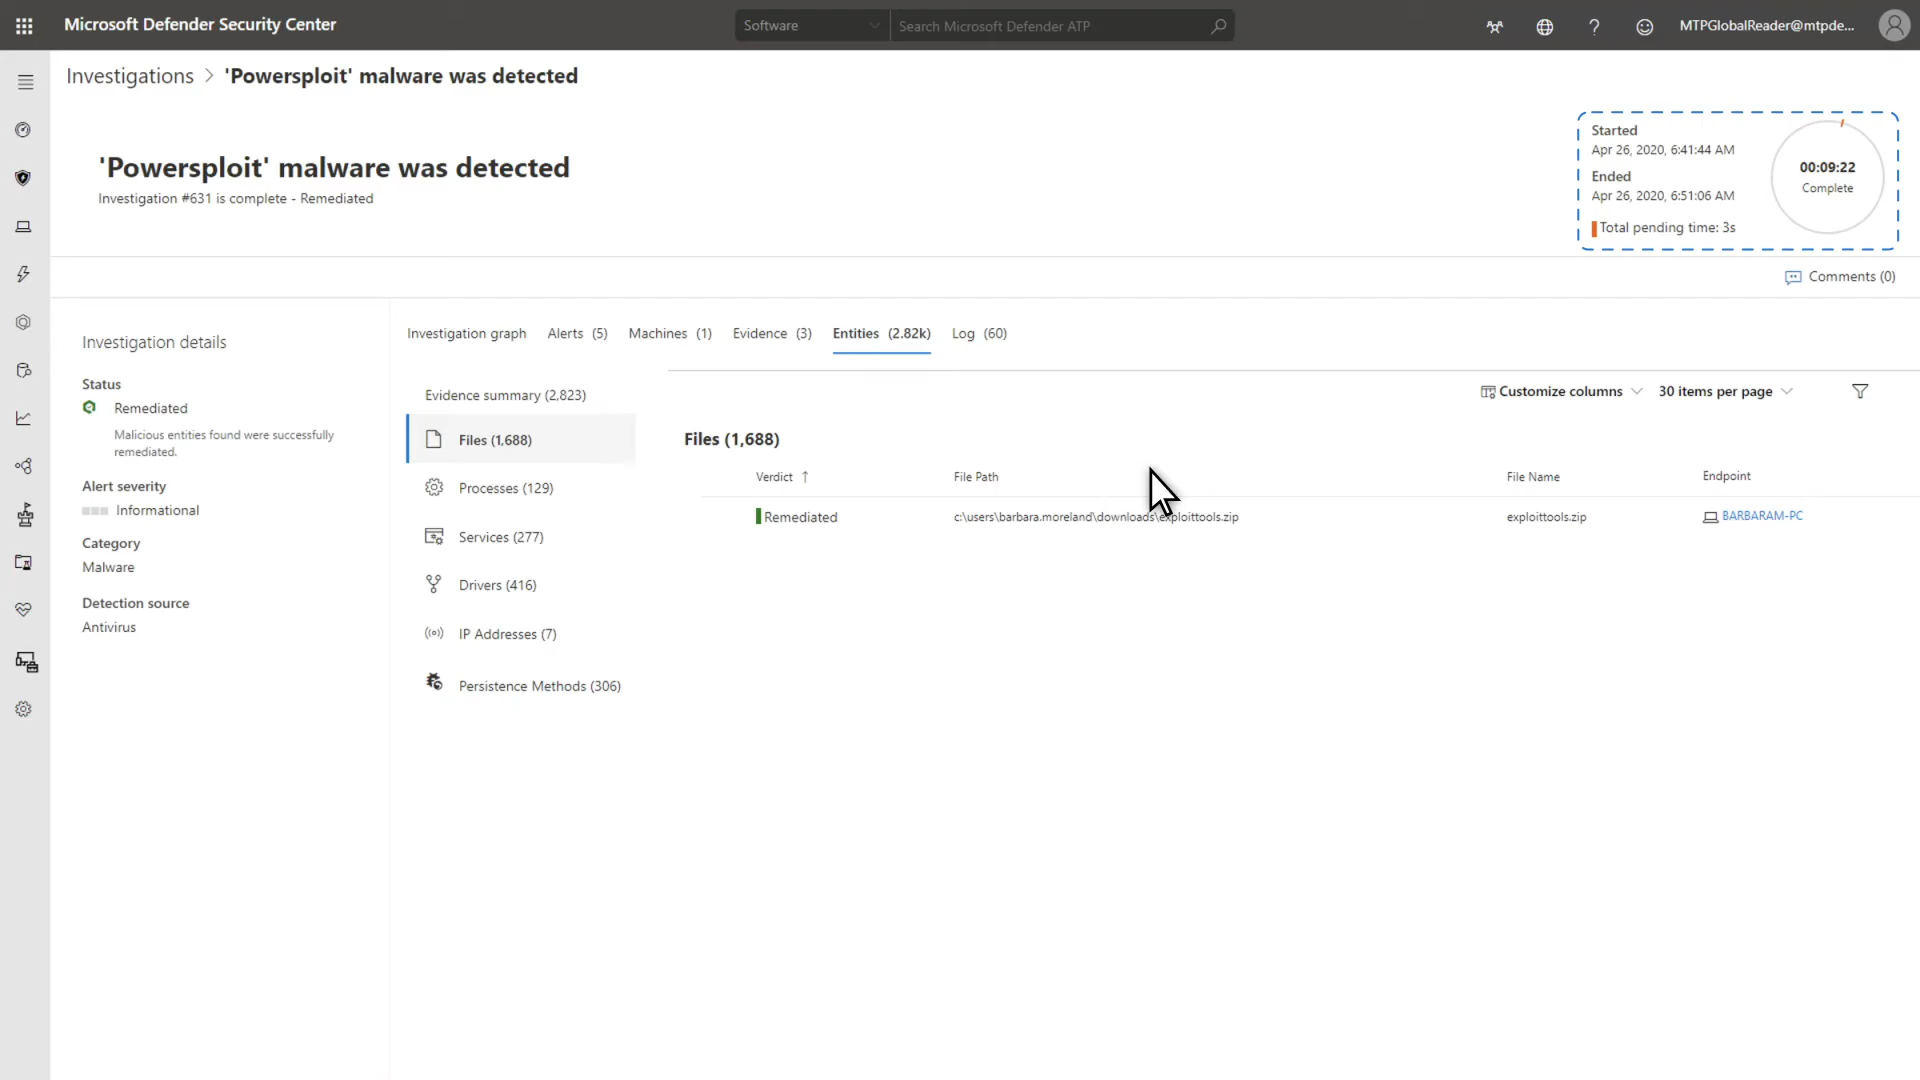 Microsoft Defender Security Center
Software
Search Microsoft Defender ATP
MTPGlobalReader@mtpde...
Investigations > 'Powersploit' malware was detected
'Powersploit' malware was detected
Investigation #631 is complete - Remediated
Started
Apr 26, 2020, 6:41:44 AM
Ended
Apr 26, 2020, 6:51:06 AM
Total pending time: 3s
00:09:22
Complete
Comments (0)
Investigation details
Status
Remediated
Malicious entities found were successfully
remediated.
Alert severity
Informational
Category
Malware
Detection source
Antivirus
Investigation graph Alerts (5) Machines (1) Evidence (3) Entities (2.82k) Log (60)
Evidence summary (2,823)
Files (1,688)
Processes (129)
Services (277)
Drivers (416)
IP Addresses (7)
Persistence Methods (306)
Customize columns 30 items per page
Files (1,688)
Verdict ↑ File Path File Name Endpoint
Remediated c:\users\barbara.moreland\downloads\exploittools.zip exploittools.zip BARBARAM-PC